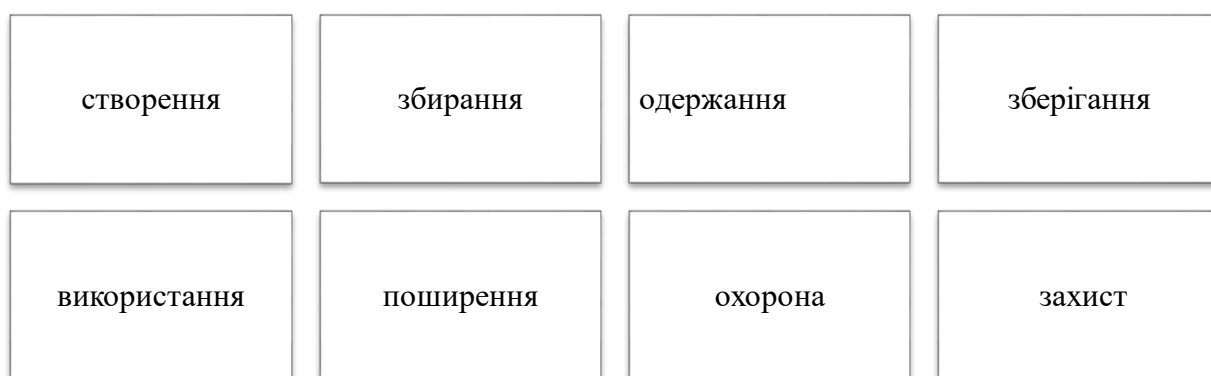 створення
збирання
одержання
зберігання
використання
поширення
охорона
захист